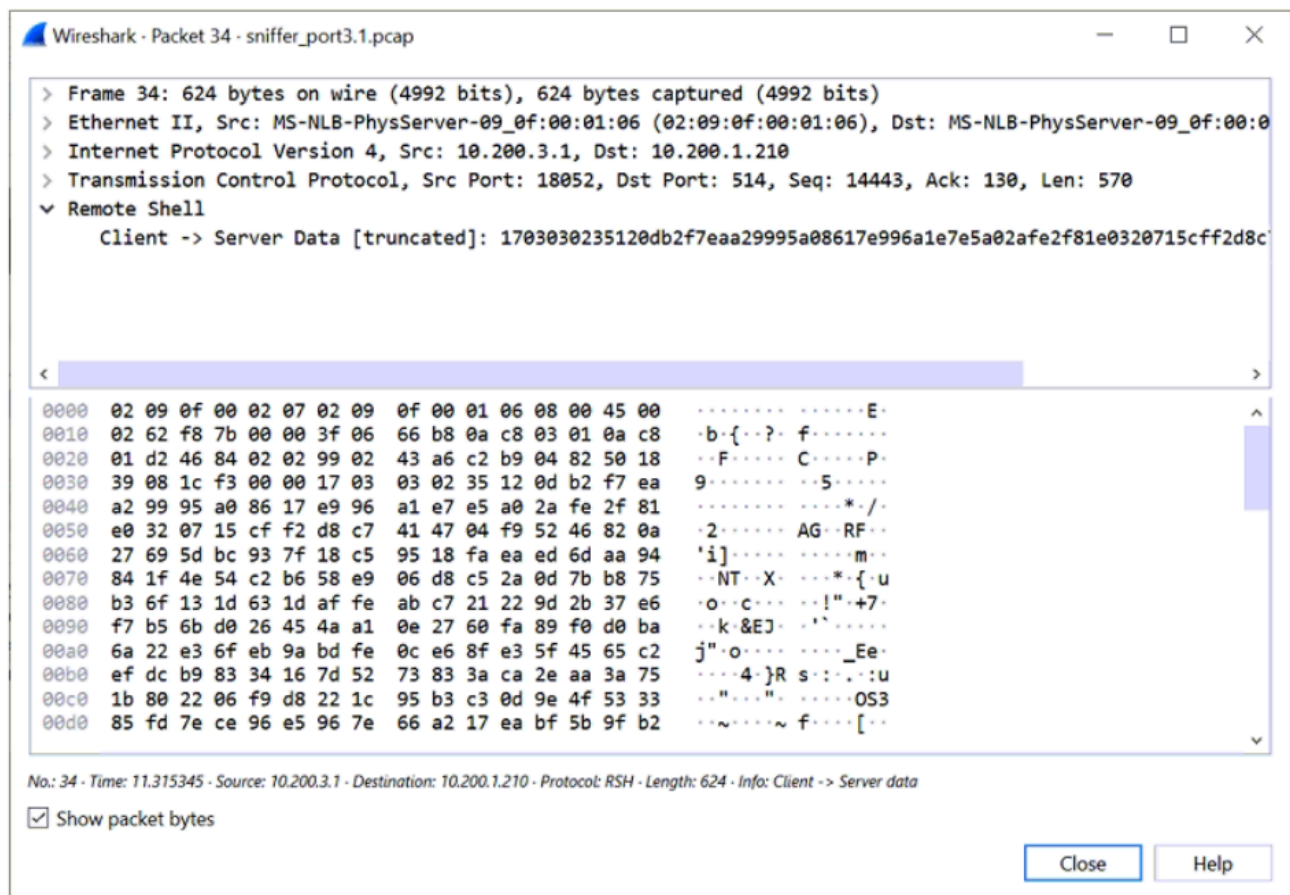 Wireshark · Packet 34 · sniffer_port3.1.pcap
> Frame 34: 624 bytes on wire (4992 bits), 624 bytes captured (4992 bits)
> Ethernet II, Src: MS-NLB-PhysServer-09_0f:00:01:06 (02:09:0f:00:01:06), Dst: MS-NLB-PhysServer-09_0f:00:0
> Internet Protocol Version 4, Src: 10.200.3.1, Dst: 10.200.1.210
> Transmission Control Protocol, Src Port: 18052, Dst Port: 514, Seq: 14443, Ack: 130, Len: 570
Remote Shell
Client -> Server Data [truncated]: 1703030235120db2f7eaa29995a08617e996a1e7e5a02afe2f81e0320715cff2d8c
0000 02 09 0f 00 02 07 02 09 0f 00 01 06 08 00 45 00 ········ ······E·
0010 02 62 f8 7b 00 00 3f 06 66 b8 0a c8 03 01 0a c8 ·b·{··?· f·······
0020 01 d2 46 84 02 02 99 02 43 a6 c2 b9 04 82 50 18 ··F····· C·····P·
0030 39 08 1c f3 00 00 17 03 03 02 35 12 0d b2 f7 ea 9······· ··5·····
0040 a2 99 95 a0 86 17 e9 96 a1 e7 e5 a0 2a fe 2f 81 ········ ····*·/·
0050 e0 32 07 15 cf f2 d8 c7 41 47 04 f9 52 46 82 0a ·2······ AG··RF··
0060 27 69 5d bc 93 7f 18 c5 95 18 fa ea ed 6d aa 94 'i]····· ·····m··
0070 84 1f 4e 54 c2 b6 58 e9 06 d8 c5 2a 0d 7b b8 75 ··NT··X· ···*·{·u
0080 b3 6f 13 1d 63 1d af fe ab c7 21 22 9d 2b 37 e6 ·o··c··· ··!"·+7·
0090 f7 b5 6b d0 26 45 4a a1 0e 27 60 fa 89 f0 d0 ba ··k·&EJ· ·'`·····
00a0 6a 22 e3 6f eb 9a bd fe 0c e6 8f e3 5f 45 65 c2 j"·o···· ····_Ee·
00b0 ef dc b9 83 34 16 7d 52 73 83 3a ca 2e aa 3a 75 ····4·}R s·:·.·:u
00c0 1b 80 22 06 f9 d8 22 1c 95 b3 c3 0d 9e 4f 53 33 ··"···"· ·····OS3
00d0 85 fd 7e ce 96 e5 96 7e 66 a2 17 ea bf 5b 9f b2 ··~····~ f····[··
No.: 34 · Time: 11.315345 · Source: 10.200.3.1 · Destination: 10.200.1.210 · Protocol: RSH · Length: 624 · Info: Client -> Server data
Show packet bytes
Close Help